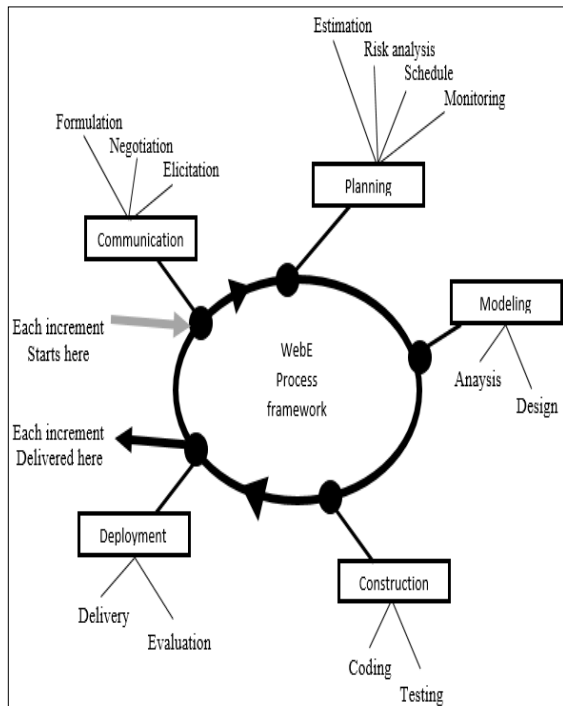 Estimation
Risk analysis
Schedule
Monitoring
Planning
Formulation
Negotiation
Elicitation
Communication
Each increment
Starts here
WebE
Process
framework
Modeling
Anaysis
Design
Each increment
Delivered here
Deployment
Delivery
Evaluation
Construction
Coding
Testing